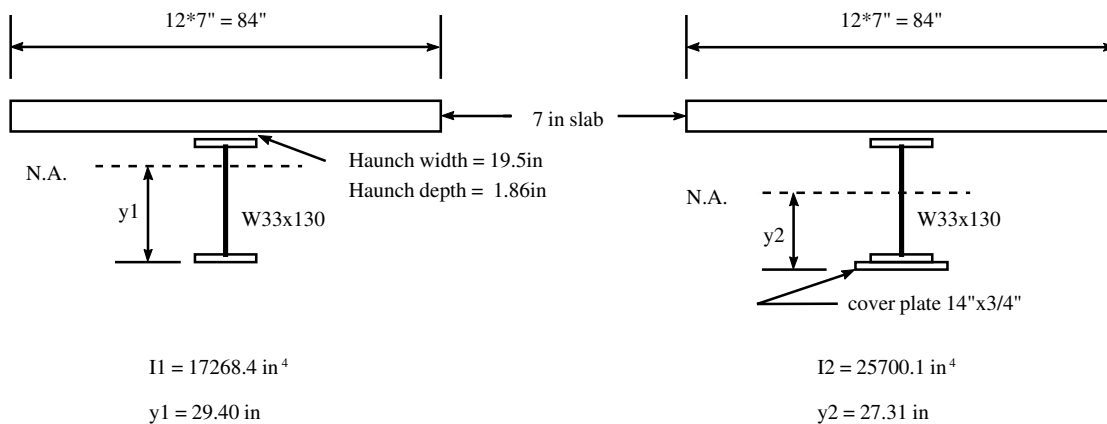 12*7" = 84"
12*7" = 84"
7 in slab
Haunch width = 19.5in
Haunch depth = 1.86in
N.A.
y1
W33x130
N.A.
y2
W33x130
cover plate 14"x3/4"
I1 = 17268.4 in⁴
y1 = 29.40 in
I2 = 25700.1 in⁴
y2 = 27.31 in